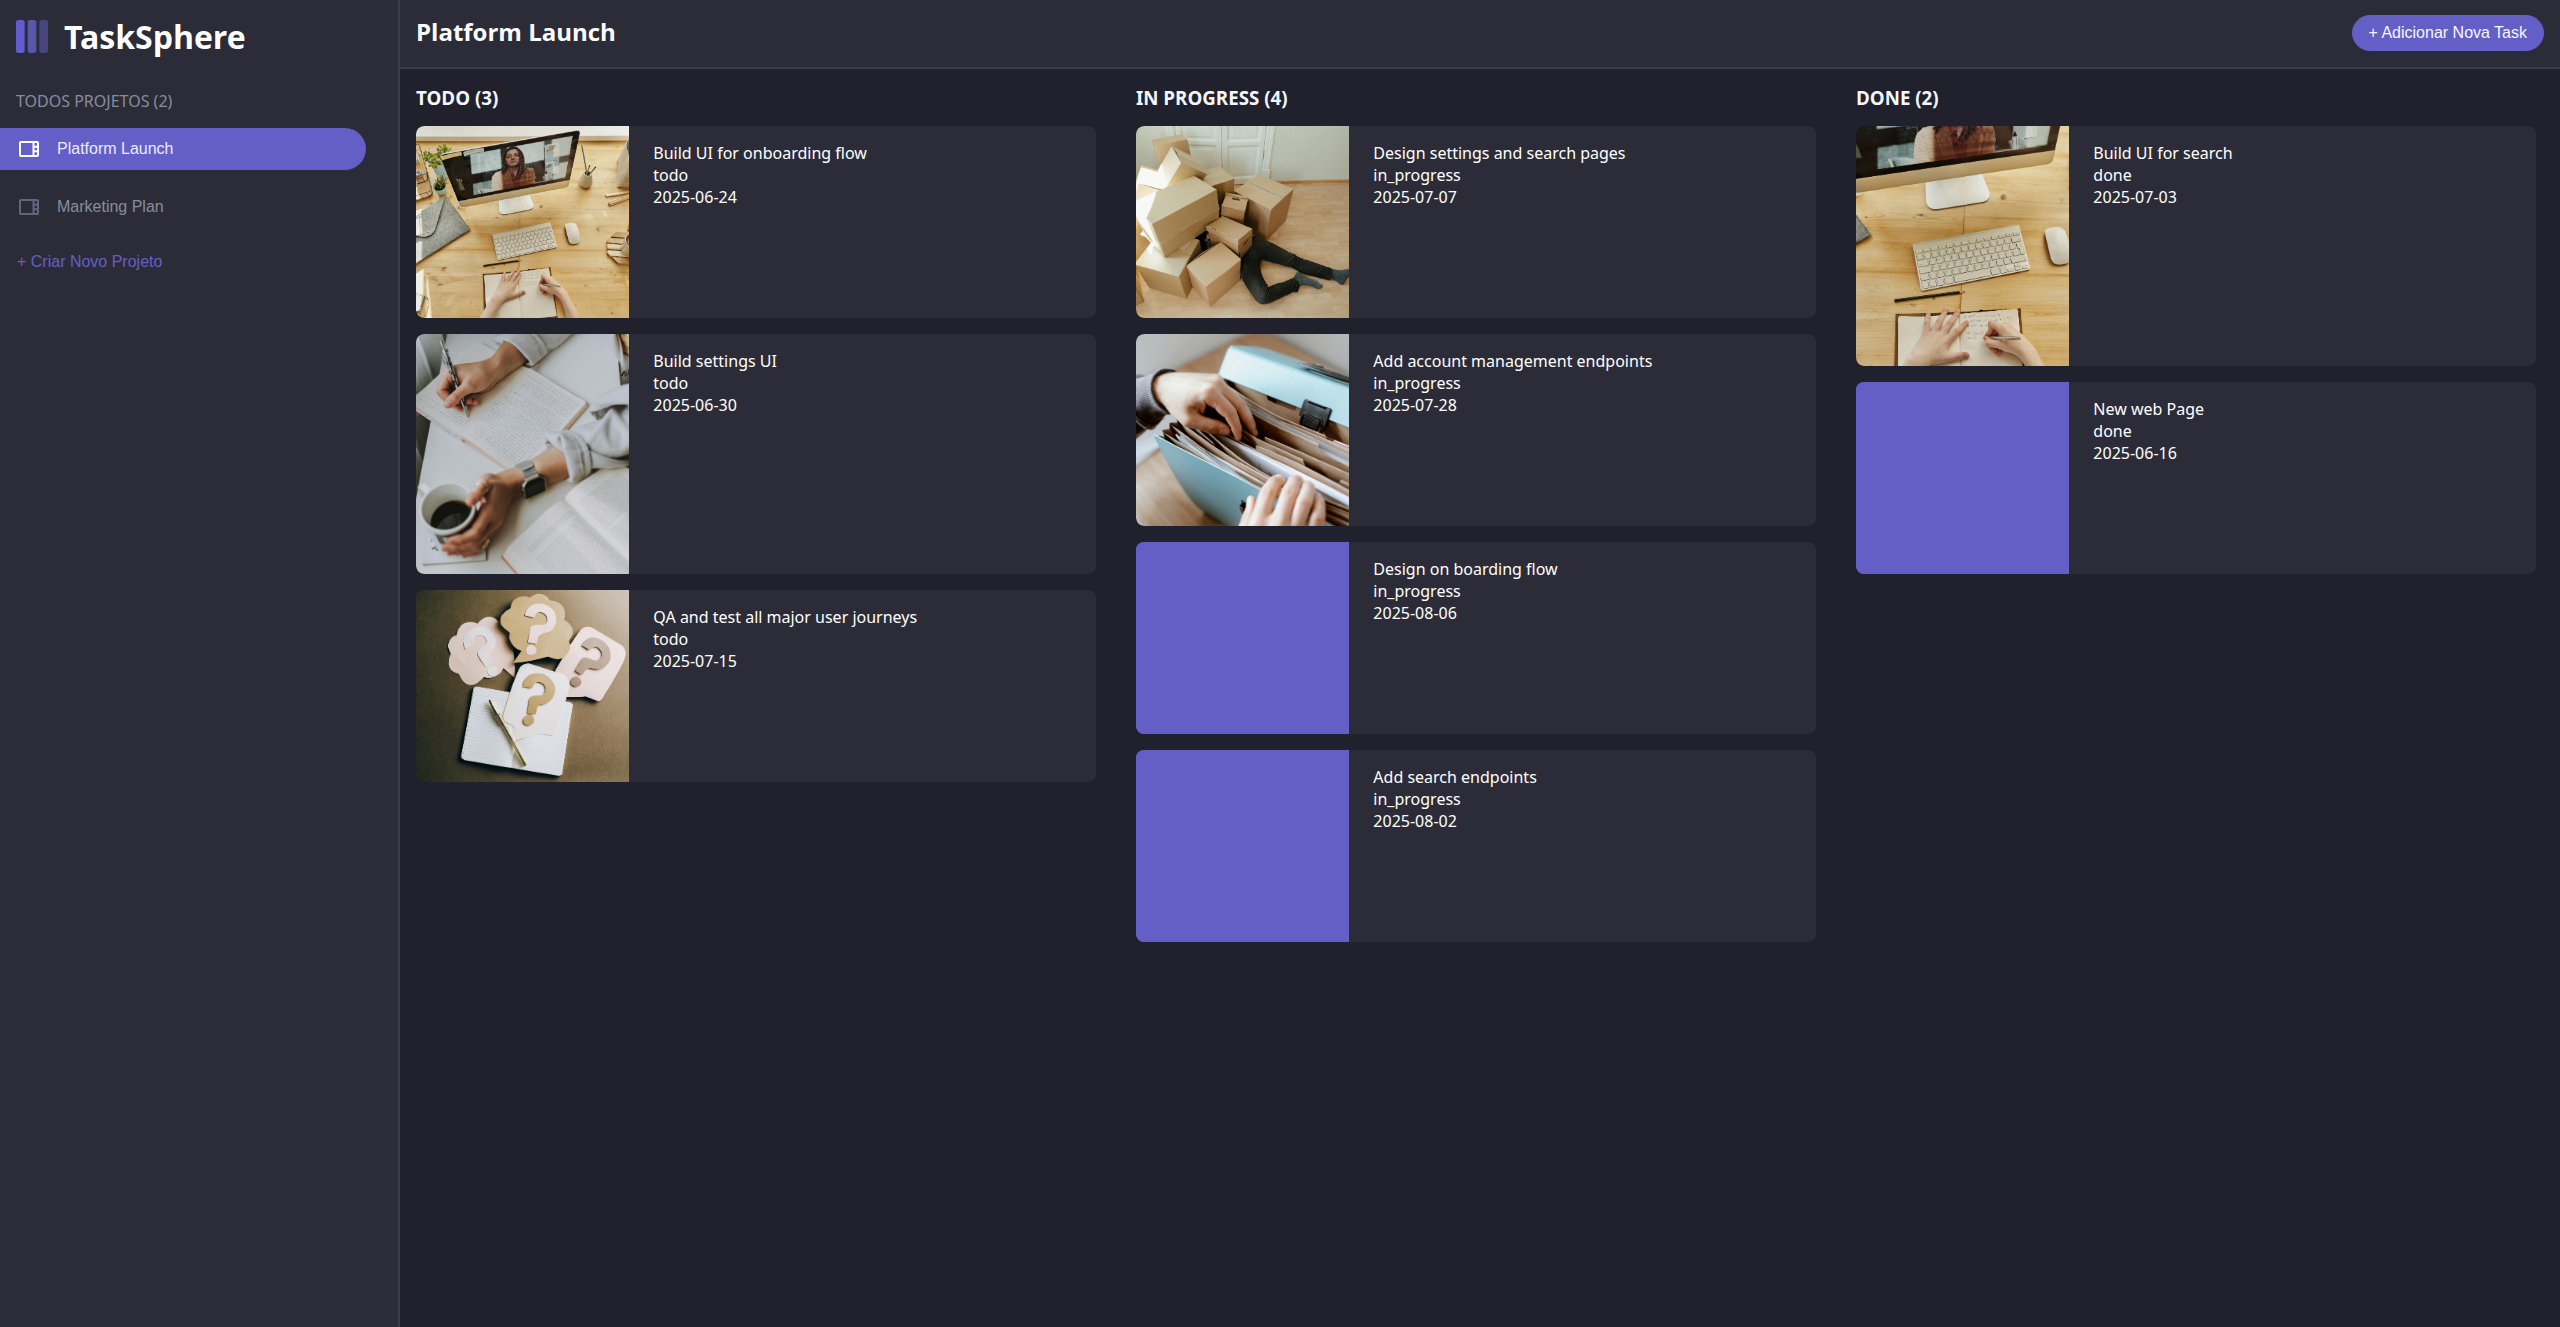 TaskSphere
TODOS PROJETOS (2)
Platform Launch
Marketing Plan
+ Criar Novo Projeto
Platform Launch
+ Adicionar Nova Task
TODO (3)
Build UI for onboarding flow
todo
2025-06-24
Build settings UI
todo
2025-06-30
QA and test all major user journeys
todo
2025-07-15
IN PROGRESS (4)
Design settings and search pages
in_progress
2025-07-07
Add account management endpoints
in_progress
2025-07-28
Design on boarding flow
in_progress
2025-08-06
Add search endpoints
in_progress
2025-08-02
DONE (2)
Build UI for search
done
2025-07-03
New web Page
done
2025-06-16